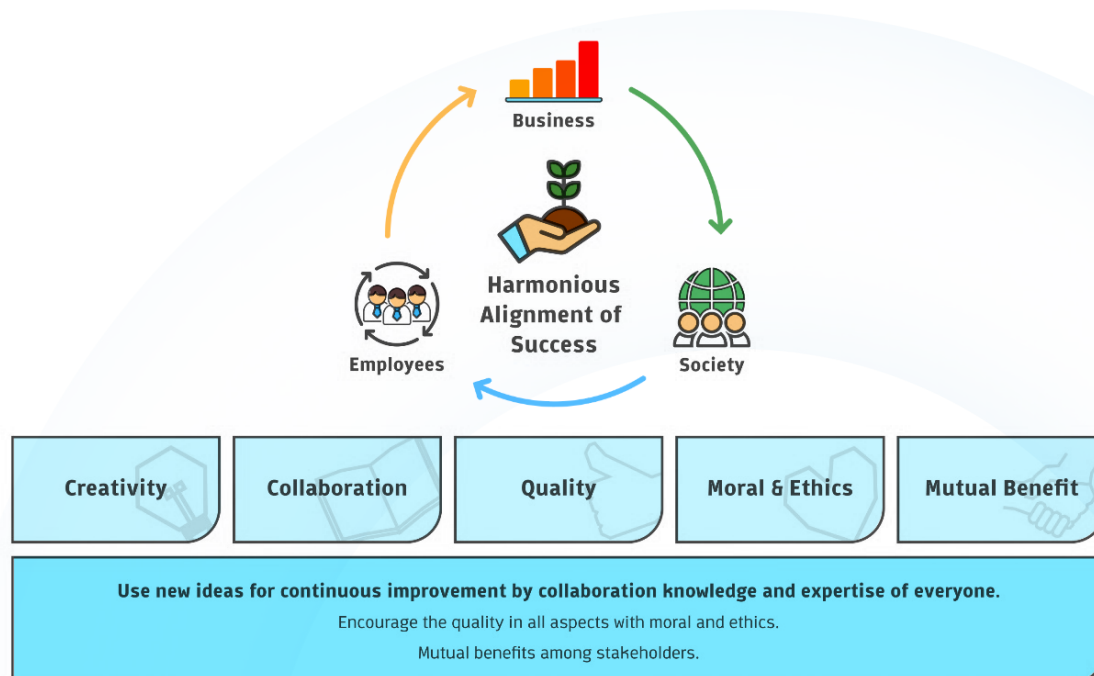 Business
Harmonious
Alignment of
Success
Employees
Society
Creativity
Collaboration
Quality
Moral & Ethics
Mutual Benefit
Use new ideas for continuous improvement by collaboration knowledge and expertise of everyone.
Encourage the quality in all aspects with moral and ethics.
Mutual benefits among stakeholders.